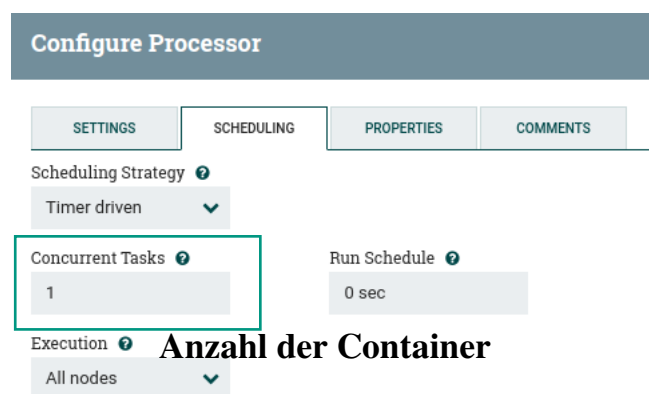 Configure Processor
SETTINGS SCHEDULING PROPERTIES COMMENTS
Scheduling Strategy
Timer driven
Concurrent Tasks Run Schedule
1 0 sec
Execution Anzahl der Container
All nodes